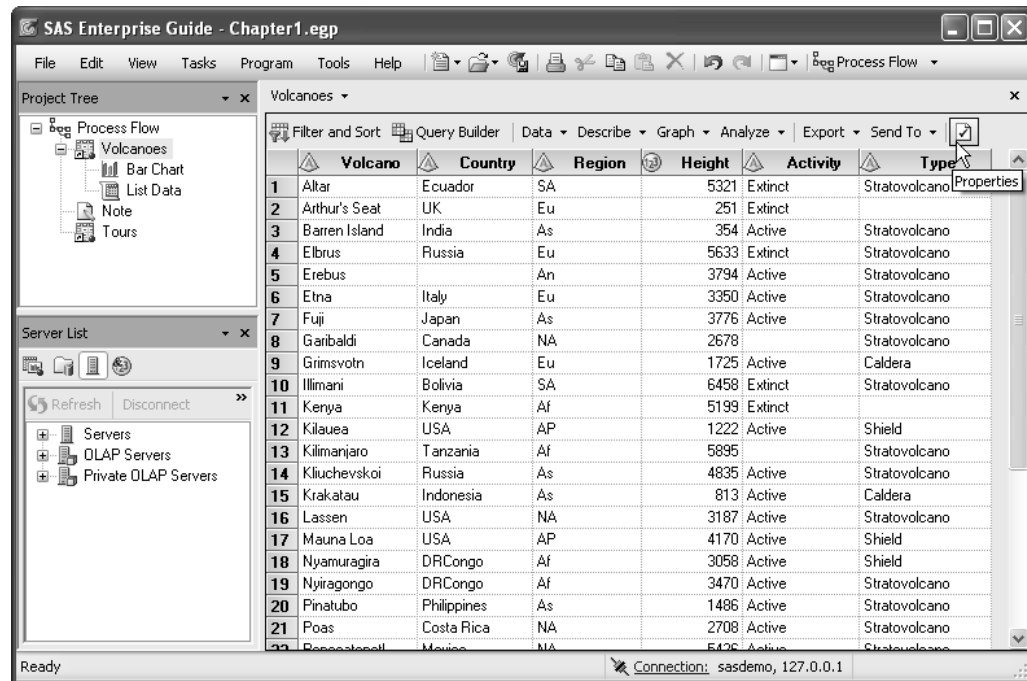 SAS Enterprise Guide - Chapter1.egp
File Edit View Tasks Program Tools Help Process Flow
Project Tree
Process Flow
Volcanoes
Bar Chart
List Data
Note
Tours
Server List
Refresh Disconnect »
Servers
OLAP Servers
Private OLAP Servers
Volcanoes
Filter and Sort Query Builder Data Describe Graph Analyze Export Send To
Properties
Volcano Country Region Height Activity Type
1 Altar Ecuador SA 5321 Extinct Stratovolcano
2 Arthur's Seat UK Eu 251 Extinct
3 Barren Island India As 354 Active Stratovolcano
4 Elbrus Russia Eu 5633 Extinct Stratovolcano
5 Erebus An 3794 Active Stratovolcano
6 Etna Italy Eu 3350 Active Stratovolcano
7 Fuji Japan As 3776 Active Stratovolcano
8 Garibaldi Canada NA 2678 Stratovolcano
9 Grimsvotn Iceland Eu 1725 Active Caldera
10 Illimani Bolivia SA 6458 Extinct Stratovolcano
11 Kenya Kenya Af 5199 Extinct
12 Kilauea USA AP 1222 Active Shield
13 Kilimanjaro Tanzania Af 5895 Stratovolcano
14 Kliuchevskoi Russia As 4835 Active Stratovolcano
15 Krakatau Indonesia As 813 Active Caldera
16 Lassen USA NA 3187 Active Stratovolcano
17 Mauna Loa USA AP 4170 Active Shield
18 Nyamuragira DRCongo Af 3058 Active Shield
19 Nyiragongo DRCongo Af 3470 Active Stratovolcano
20 Pinatubo Philippines As 1486 Active Stratovolcano
21 Poas Costa Rica NA 2708 Active Stratovolcano
Ready
Connection: sasdemo, 127.0.0.1